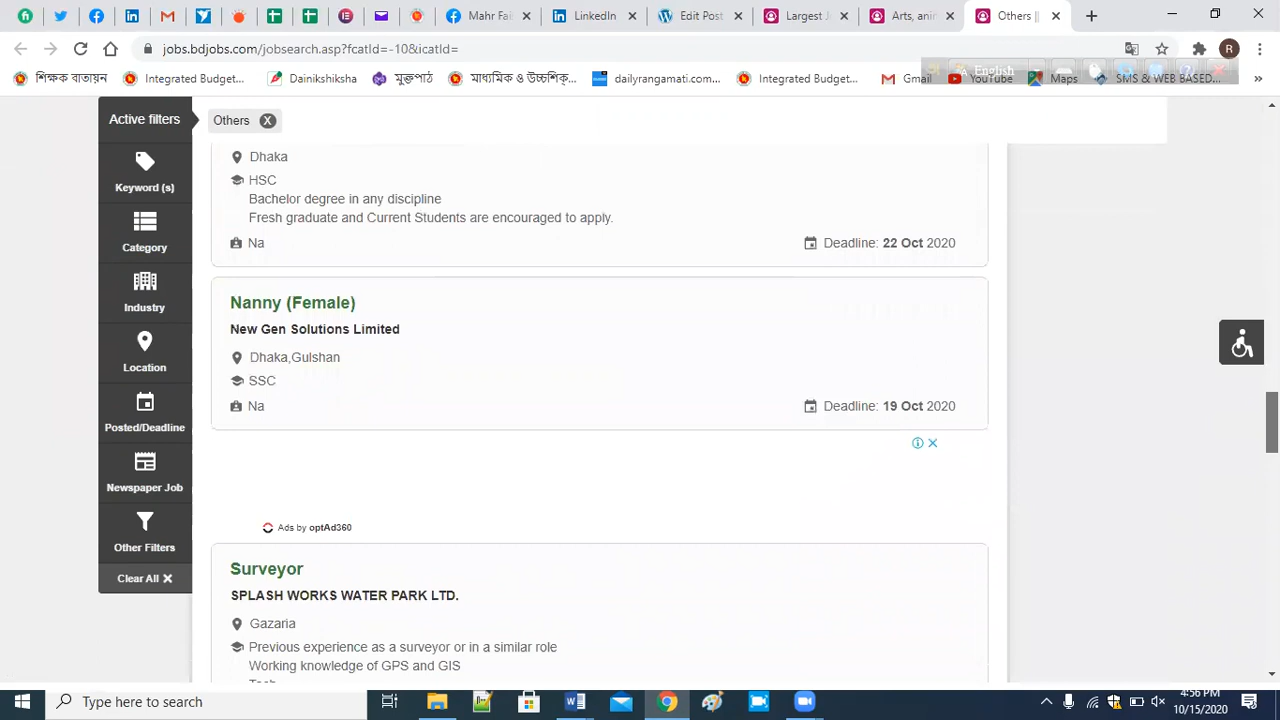 Mahr Fai
LinkedIn
Edit Pos
Largest J
Arts, anir
Others ||
jobs.bdjobs.com/jobsearch.asp?fcatId=-10&icatId=
শিক্ষক বাতায়ন
Integrated Budget...
Dainikshiksha
মুক্তপাঠ
মাধ্যমিক ও উচ্চশিক্...
dailyrangamati.com...
Integrated Budget...
Gmail
YouTube
Maps
SMS & WEB BASED...
English
Active filters
Others X
Keyword (s)
Category
Industry
Location
Posted/Deadline
Newspaper Job
Other Filters
Clear All X
Dhaka
HSC
Bachelor degree in any discipline
Fresh graduate and Current Students are encouraged to apply.
Na
Deadline: 22 Oct 2020
Nanny (Female)
New Gen Solutions Limited
Dhaka,Gulshan
SSC
Na
Deadline: 19 Oct 2020
Ads by optAd360
Surveyor
SPLASH WORKS WATER PARK LTD.
Gazaria
Previous experience as a surveyor or in a similar role
Working knowledge of GPS and GIS
Type here to search
4:56 PM
10/15/2020